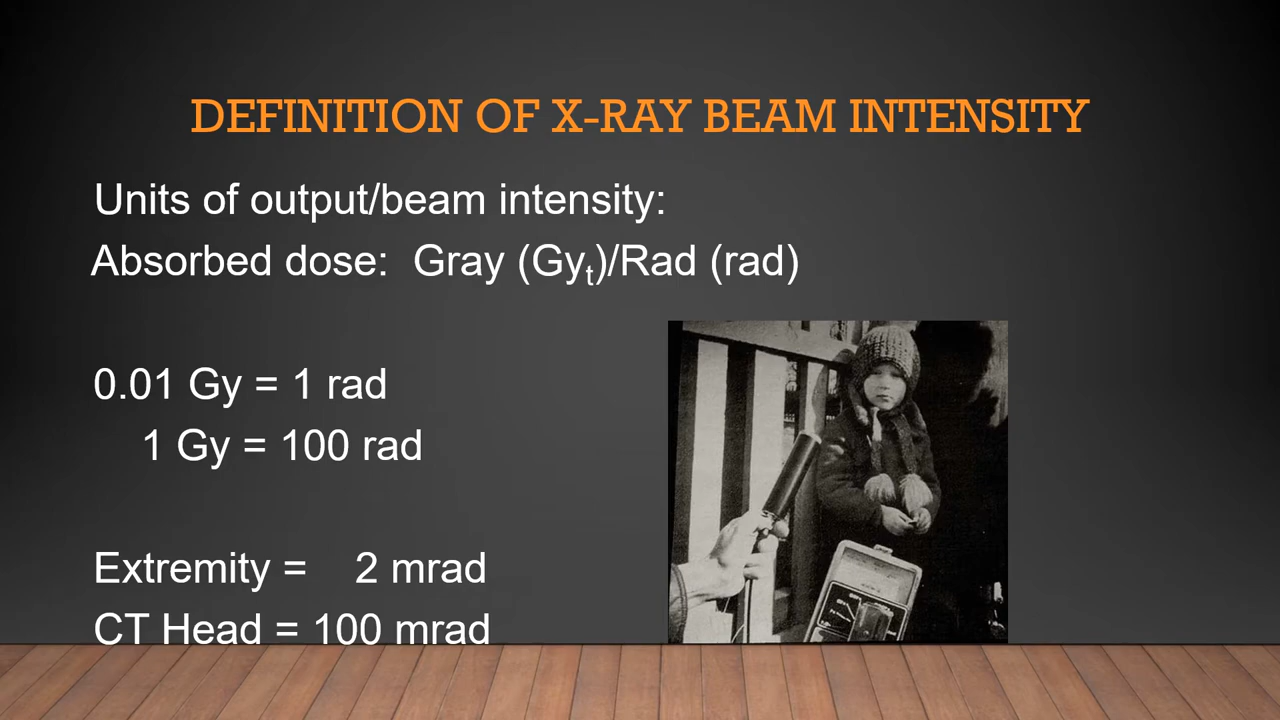 DEFINITION OF X-RAY BEAM INTENSITY
Units of output/beam intensity:
Absorbed dose: Gray (Gyt)/Rad (rad)
0.01 Gy = 1 rad
1 Gy = 100 rad
Extremity = 2 mrad
CT Head = 100 mrad